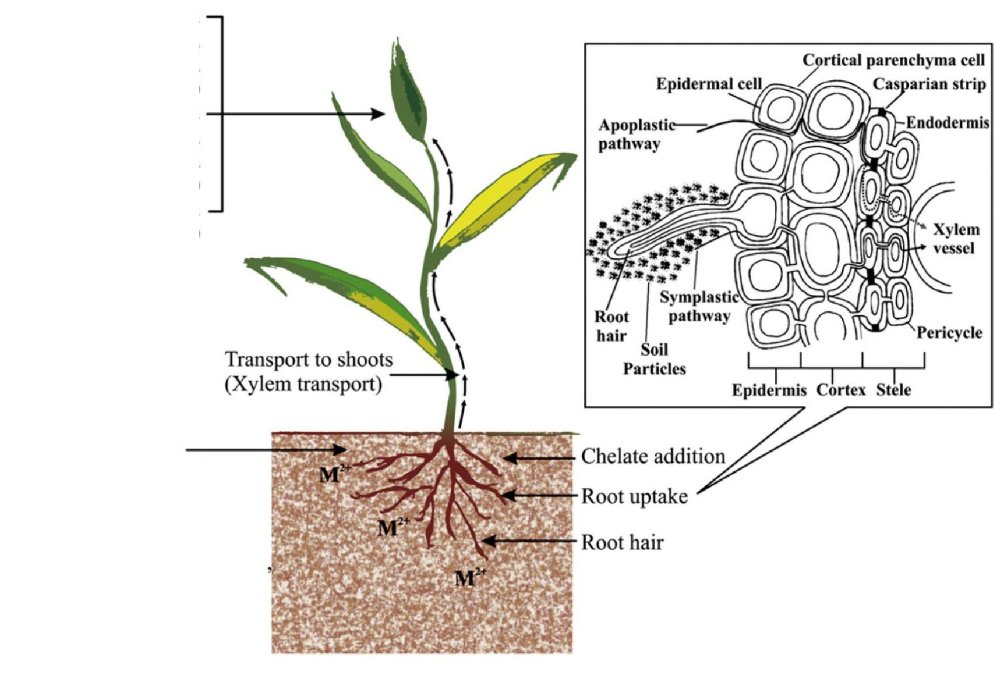 Cortical parenchyma cell
Epidermal cell
Casparian strip
Apoplastic
pathway
Endodermis
Xylem
vessel
Symplastic
pathway
Root
hair
Soil
Particles
Pericycle
Epidermis Cortex Stele
Transport to shoots
(Xylem transport)
Chelate addition
M²⁺
Root uptake
M²⁺
Root hair
M²⁺
,